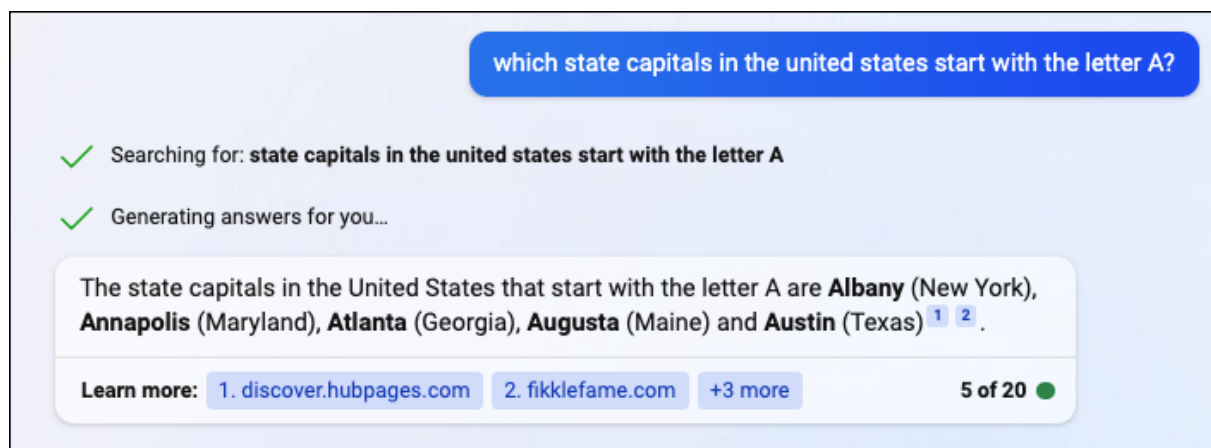 which state capitals in the united states start with the letter A?
Searching for: state capitals in the united states start with the letter A
Generating answers for you...
The state capitals in the United States that start with the letter A are Albany (New York),
Annapolis (Maryland), Atlanta (Georgia), Augusta (Maine) and Austin (Texas) 1 2 .
Learn more: 1. discover.hubpages.com 2. fikklefame.com +3 more 5 of 20